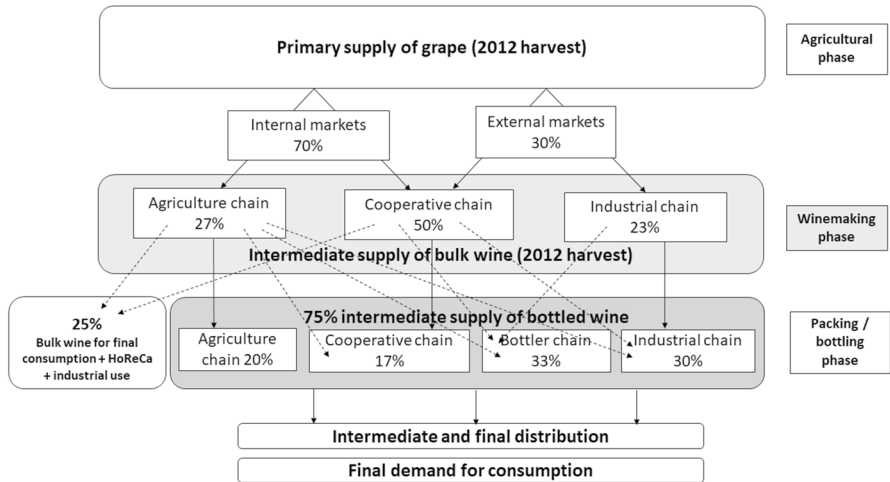 Primary supply of grape (2012 harvest)
Agricultural
phase
Internal markets
70%
External markets
30%
Agriculture chain
27%
Cooperative chain
50%
Industrial chain
23%
Winemaking
phase
Intermediate supply of bulk wine (2012 harvest)
25%
Bulk wine for final
consumption + HoReCa
+ industrial use
75% intermediate supply of bottled wine
Agriculture
chain 20%
Cooperative chain
17%
Bottler chain
33%
Industrial chain
30%
Packing /
bottling
phase
Intermediate and final distribution
Final demand for consumption